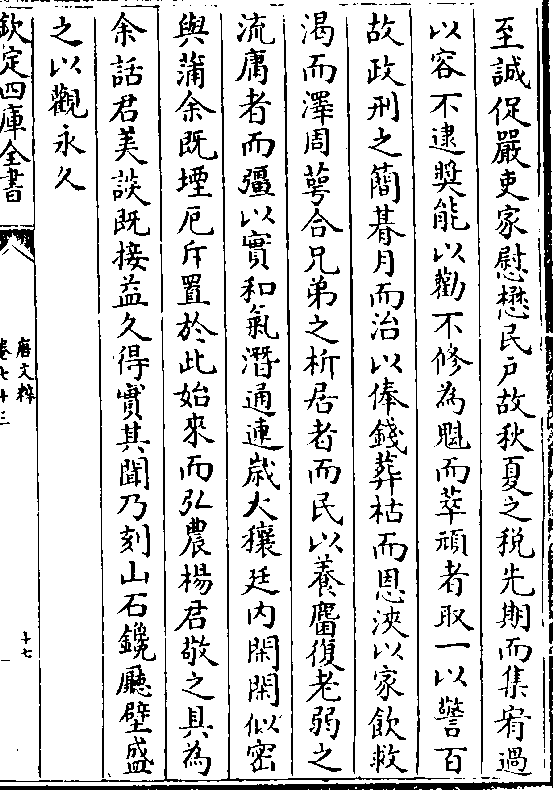 至誠促嚴吏家慰懋民户故秋夏之税先期而集宥過
以容不逮奬能以勸不修為魁而萃頑者取一以警百
故政刑之簡朞月而治以俸錢葬枯而恩浹以家飲救
渴而澤周萼合兄弟之析居者而民以養麕復老弱之
流庸者而彊以實和氣潛通連歳大穰廷内閑閑似密
與蒲余既堙厄斥置於此始來而弘農楊君敬之具為
余話君美談既接益久得實其聞乃刻山石鑱廳壁盛
之以觀永久
欽定四庫全書
唐文粹
卷七十三
十七